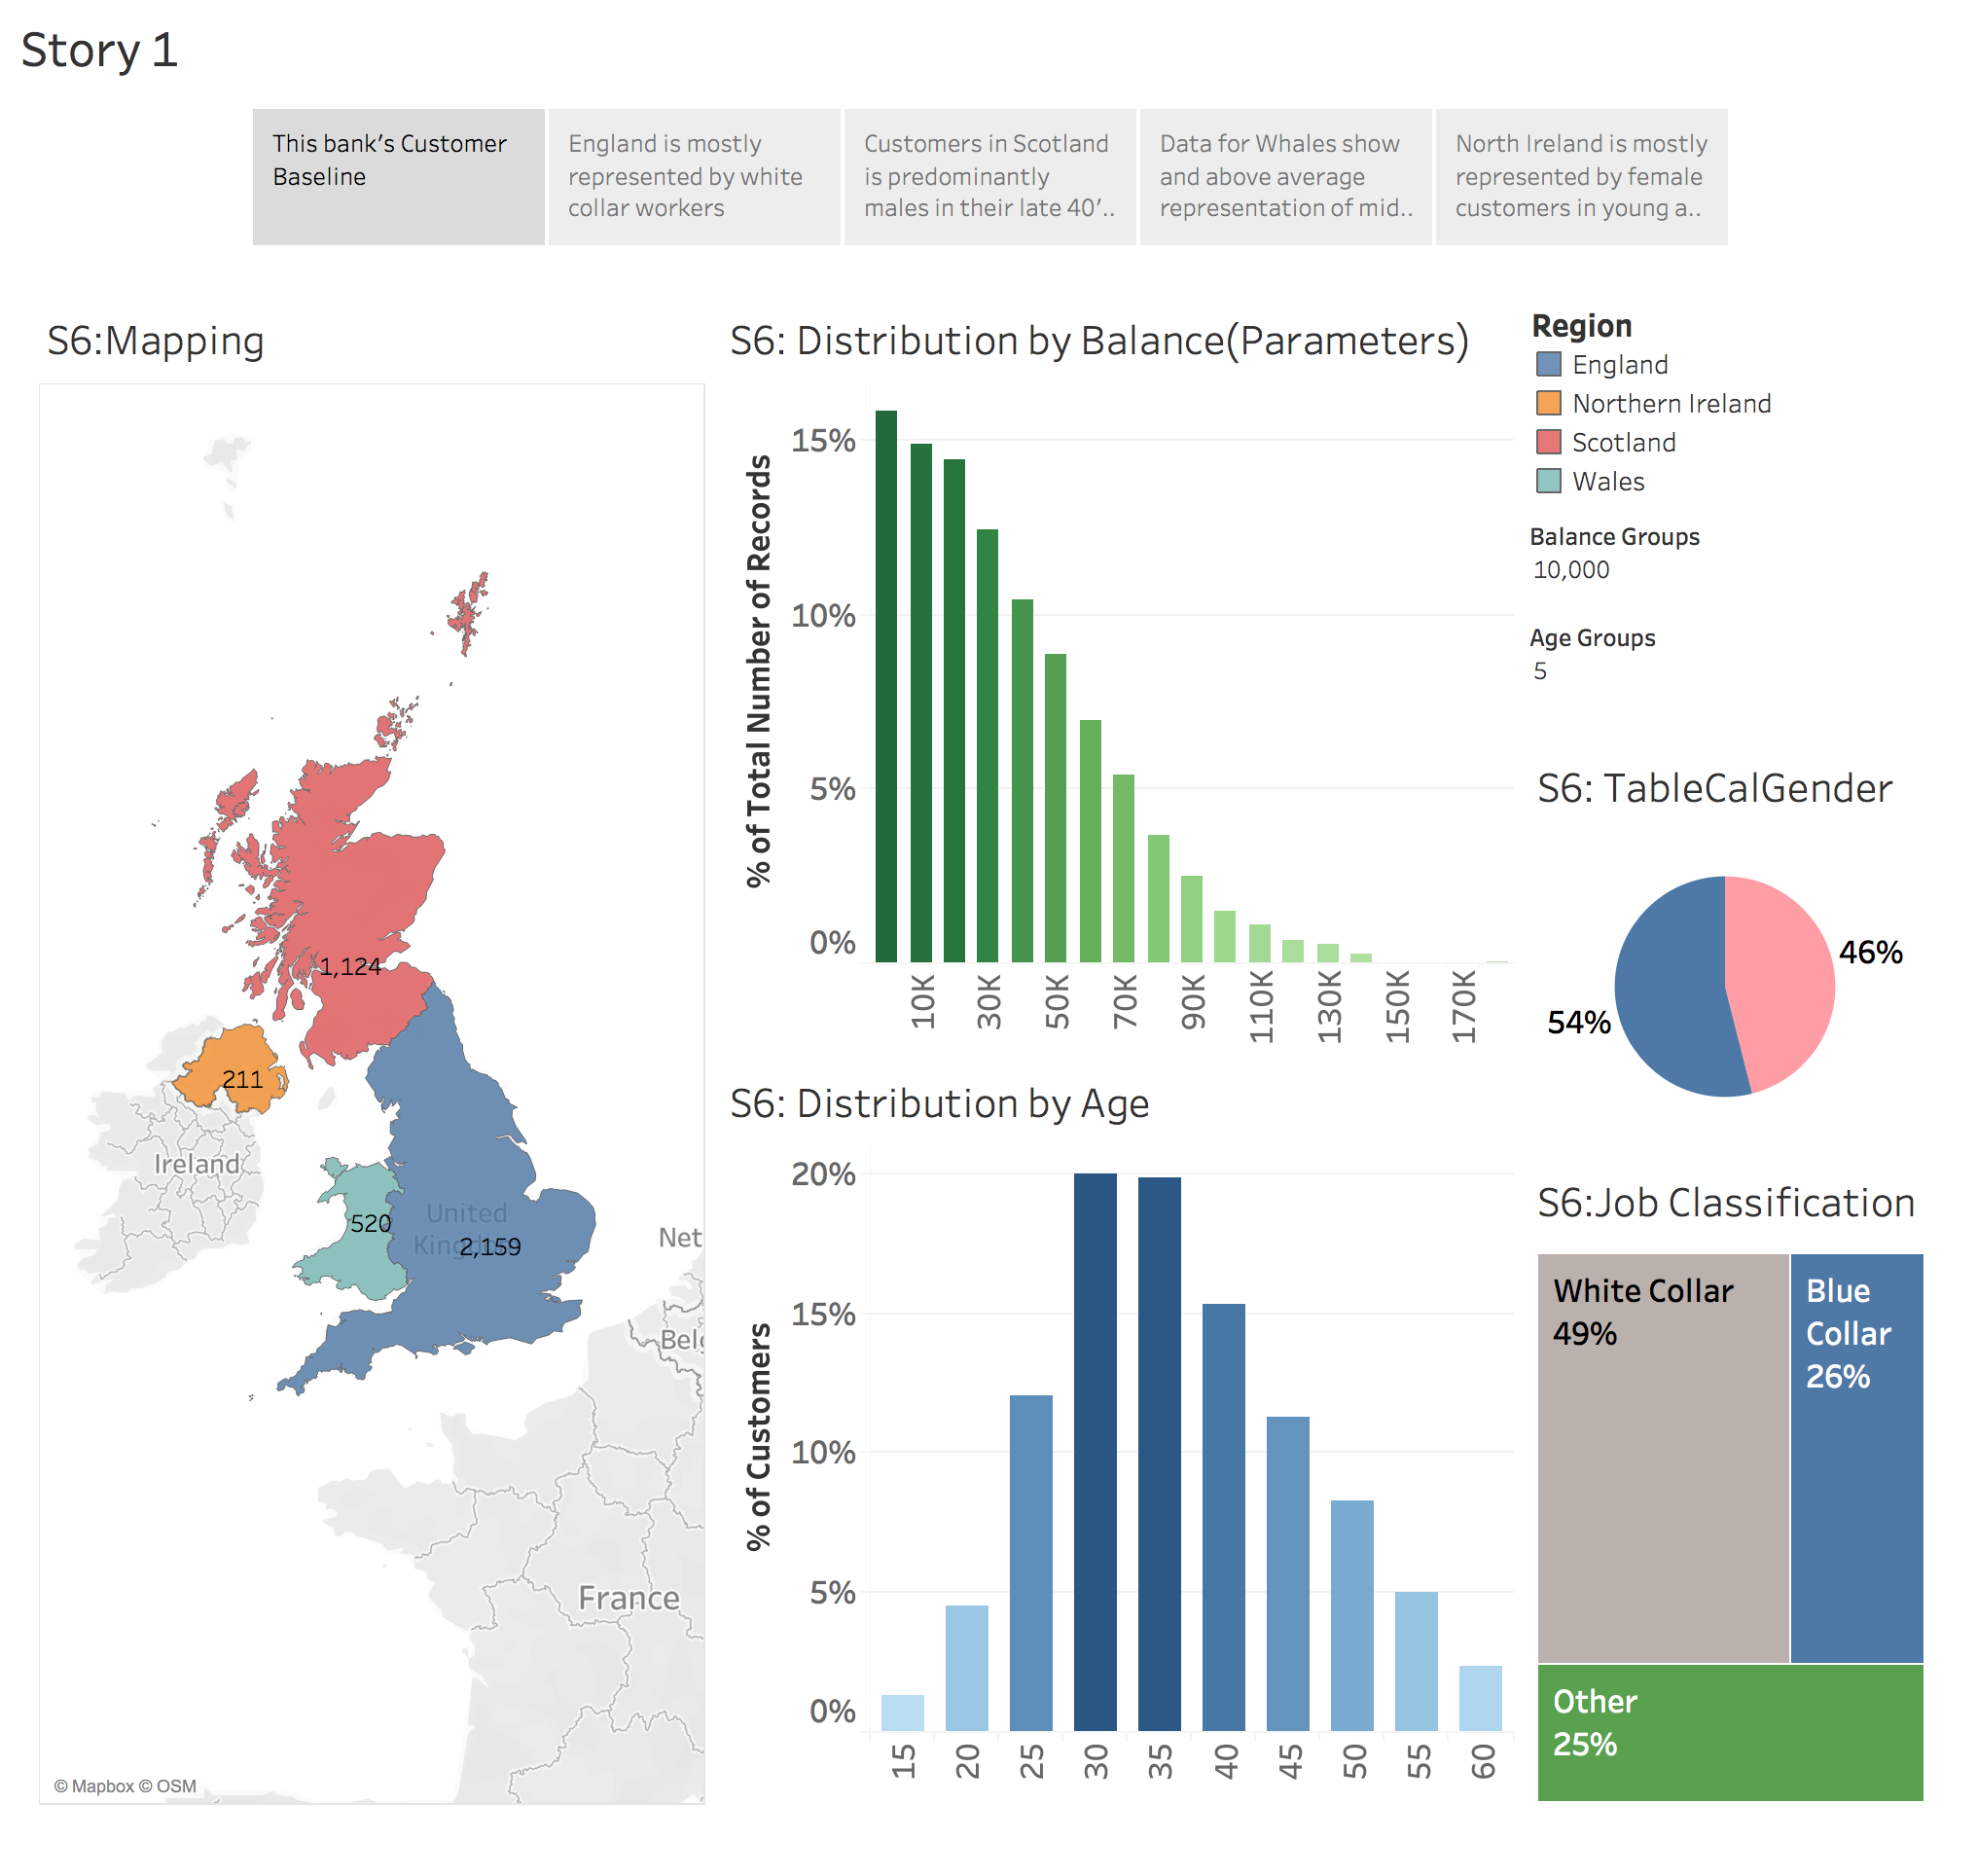 Story 1
This bank's Customer
Baseline
England is mostly
represented by white
collar workers
Customers in Scotland
is predominantly
males in their late 40'..
Data for Whales show
and above average
representation of mid..
North Ireland is mostly
represented by female
customers in young a..
S6:Mapping
1,124
211
Ireland
520
United
2,159
Net
Bel
France
© Mapbox © OSM
S6: Distribution by Balance(Parameters)
% of Total Number of Records
15%
10%
5%
0%
10K
30K
50K
70K
90K
110K
130K
150K
170K
S6: Distribution by Age
% of Customers
20%
15%
10%
5%
0%
15
20
25
30
35
40
45
50
55
60
Region
England
Northern Ireland
Scotland
Wales
Balance Groups
10,000
Age Groups
5
S6: TableCalGender
46%
54%
S6:Job Classification
White Collar
49%
Blue
Collar
26%
Other
25%